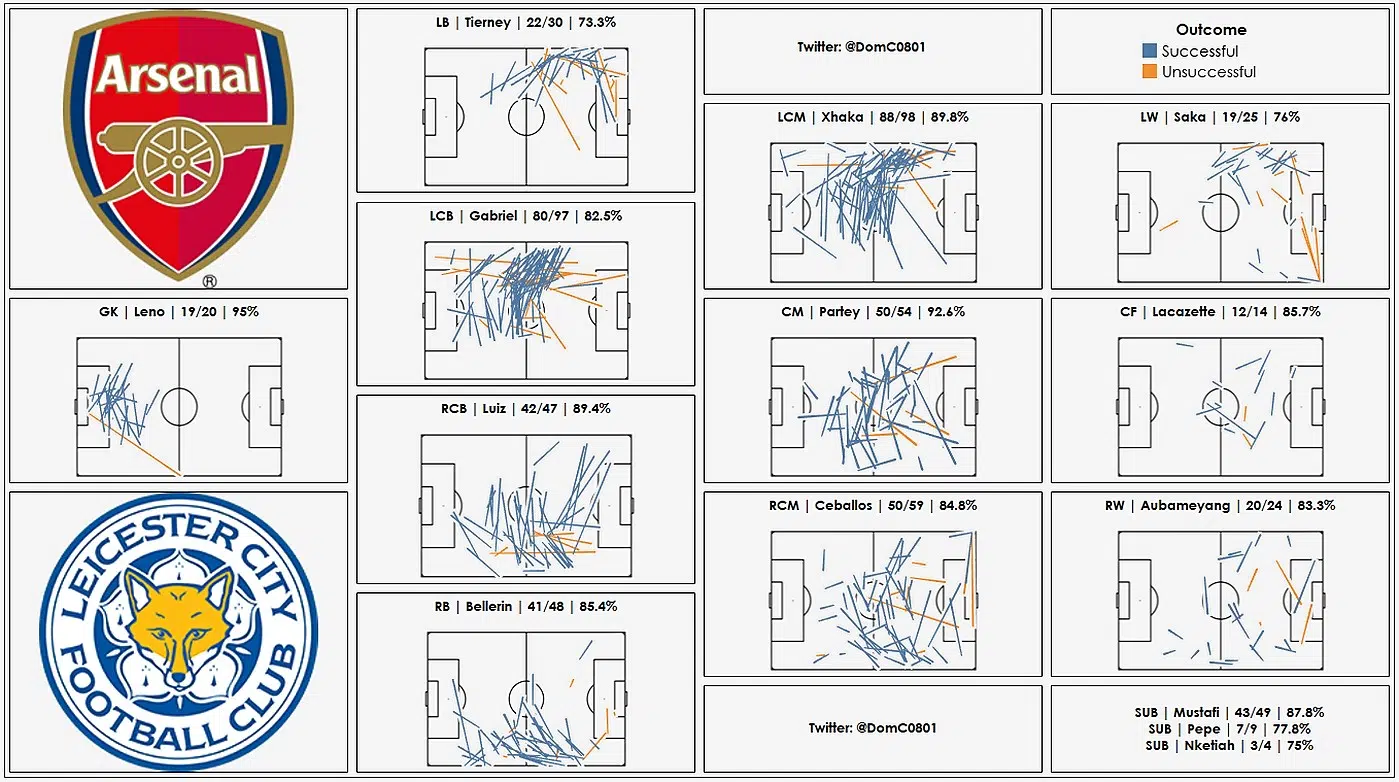 Arsenal
®
GK | Leno | 19/20 | 95%
LEICESTER CITY
FOOTBALL CLUB
LB | Tierney | 22/30 | 73.3%
LCB | Gabriel | 80/97 | 82.5%
RCB | Luiz | 42/47 | 89.4%
RB | Bellerin | 41/48 | 85.4%
Twitter: @DomC0801
LCM | Xhaka | 88/98 | 89.8%
CM | Partey | 50/54 | 92.6%
RCM | Ceballos | 50/59 | 84.8%
Twitter: @DomC0801
Outcome
Successful
Unsuccessful
LW | Saka | 19/25 | 76%
CF | Lacazette | 12/14 | 85.7%
RW | Aubameyang | 20/24 | 83.3%
SUB | Mustafi | 43/49 | 87.8%
SUB | Pepe | 7/9 | 77.8%
SUB | Nketiah | 3/4 | 75%